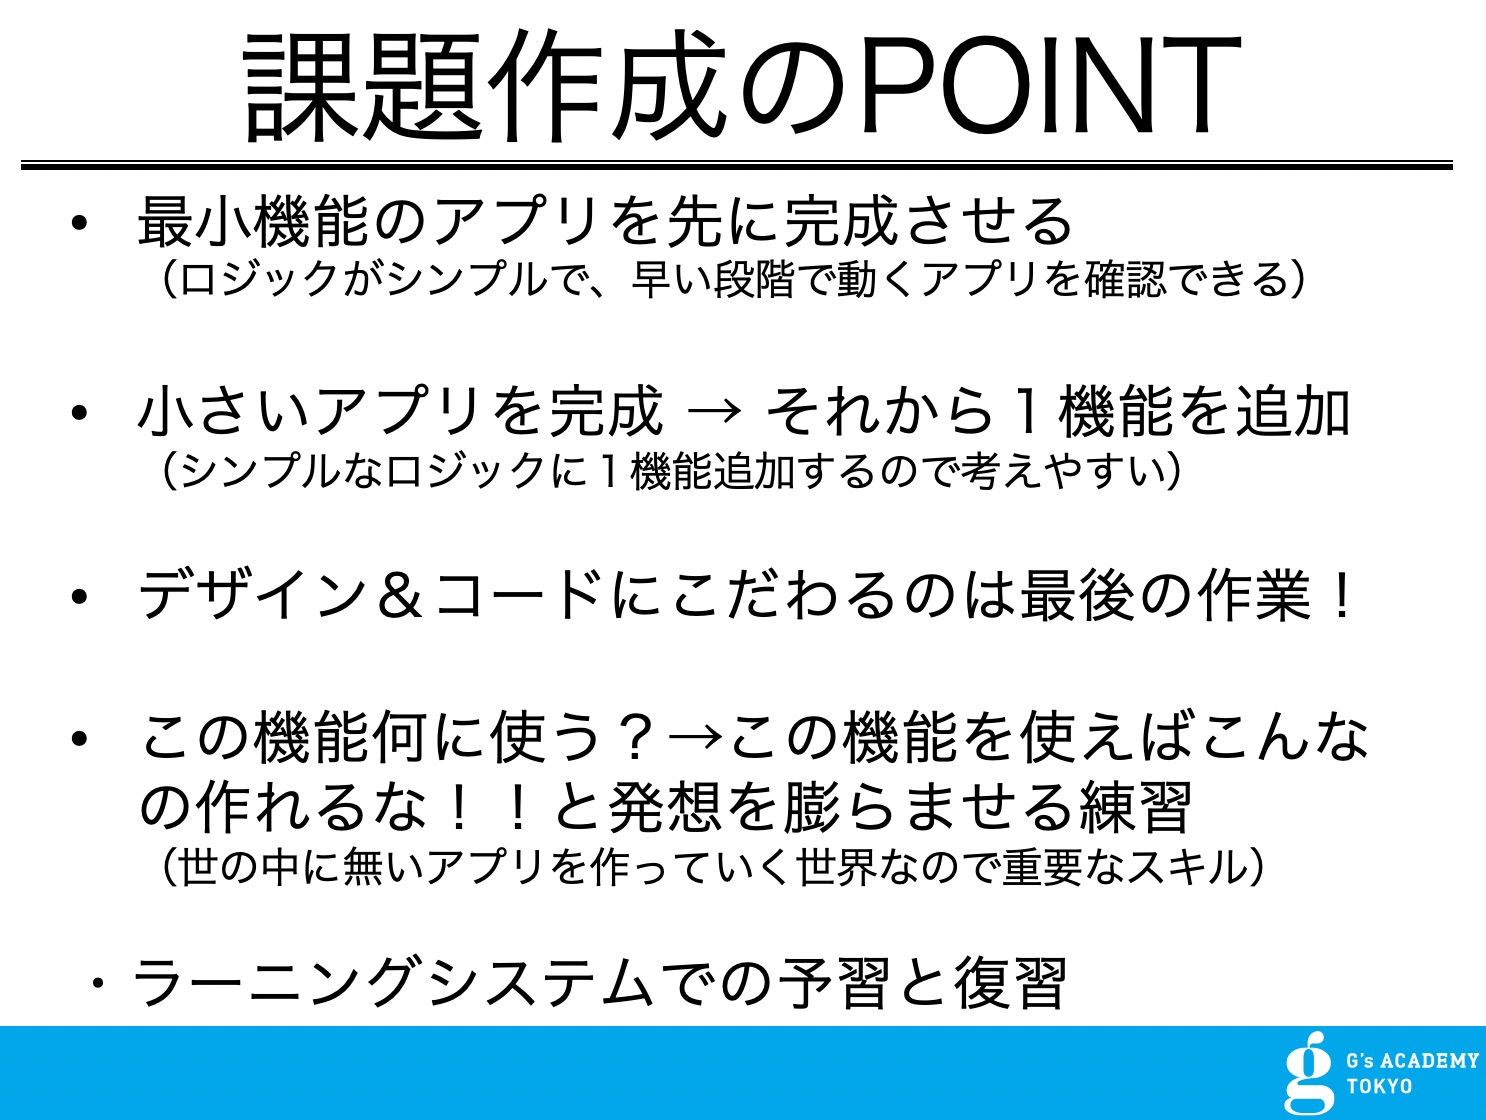 課題作成のPOINT
• 最小機能のアプリを先に完成させる
（ロジックがシンプルで、早い段階で動くアプリを確認できる）
• 小さいアプリを完成 → それから１機能を追加
（シンプルなロジックに１機能追加するので考えやすい）
• デザイン＆コードにこだわるのは最後の作業！
• この機能何に使う？→この機能を使えばこんな
の作れるな！！と発想を膨らませる練習
（世の中に無いアプリを作っていく世界なので重要なスキル）
・ラーニングシステムでの予習と復習
g G's ACADEMY
TOKYO